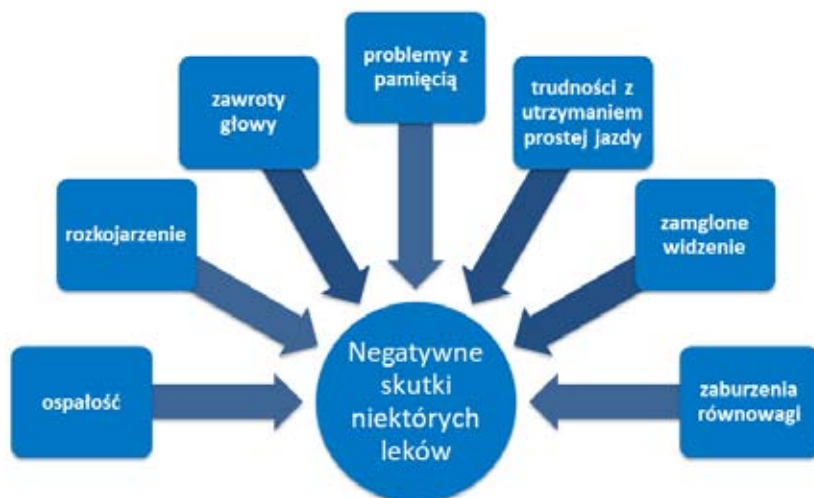 problemy z
pamięcią
zawroty
głowy
trudności z
utrzymaniem
prostej jazdy
rozkojarzenie
zamglone
widzenie
ospałość
Negatywne
skutki
niektórych
leków
zaburzenia
równowagi